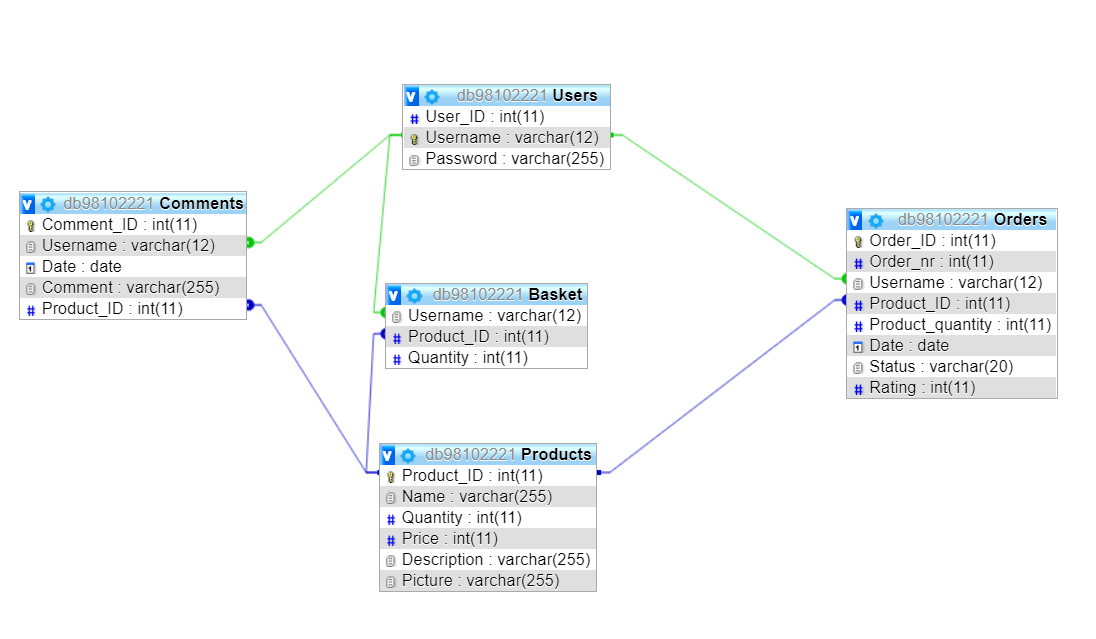 db98102221 Users
User_ID : int(11)
Username : varchar(12)
Password : varchar(255)
db98102221 Comments
Comment_ID : int(11)
Username : varchar(12)
Date : date
Comment : varchar(255)
Product_ID : int(11)
db98102221 Basket
Username : varchar(12)
Product_ID : int(11)
Quantity : int(11)
db98102221 Orders
Order_ID : int(11)
Order_nr : int(11)
Username : varchar(12)
Product_ID : int(11)
Product_quantity : int(11)
Date : date
Status : varchar(20)
Rating : int(11)
db98102221 Products
Product_ID : int(11)
Name : varchar(255)
Quantity : int(11)
Price : int(11)
Description : varchar(255)
Picture : varchar(255)